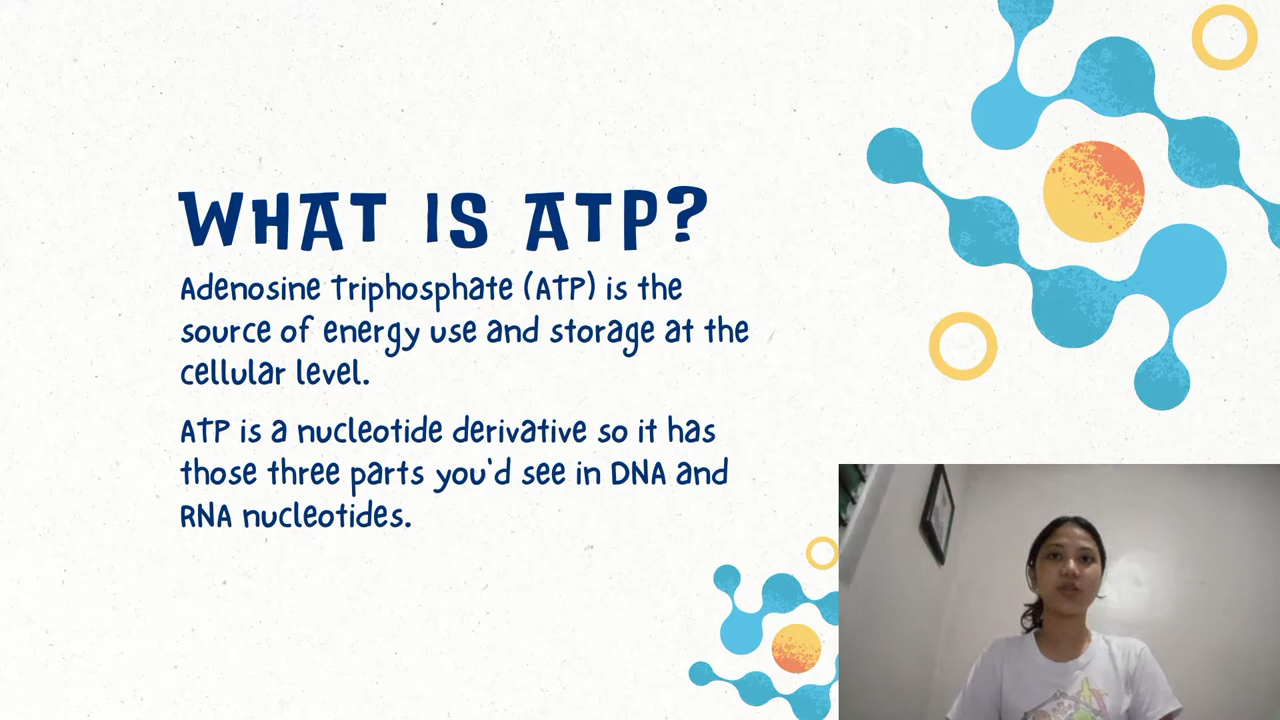 WHAT IS ATP?
Adenosine Triphosphate (ATP) is the
source of energy use and storage at the
cellular level.
ATP is a nucleotide derivative so it has
those three parts you'd see in DNA and
RNA nucleotides.